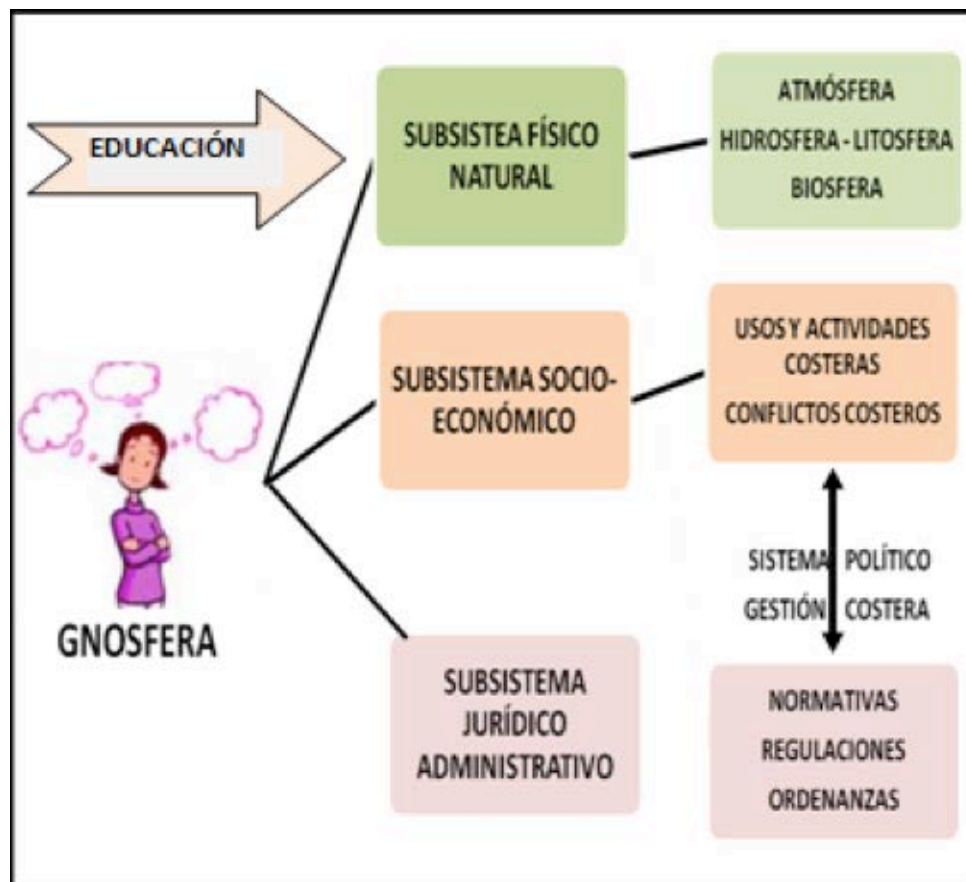 EDUCACIÓN
SUBSISTEA FÍSICO
NATURAL
ATMÓSFERA
HIDROSFERA - LITOSFERA
BIOSFERA
SUBSISTEMA SOCIO-
ECONÓMICO
USOS Y ACTIVIDADES
COSTERAS
CONFLICTOS COSTEROS
SISTEMA POLÍTICO
GESTIÓN COSTERA
GNOSFERA
SUBSISTEMA
JURÍDICO
ADMINISTRATIVO
NORMATIVAS
REGULACIONES
ORDENANZAS